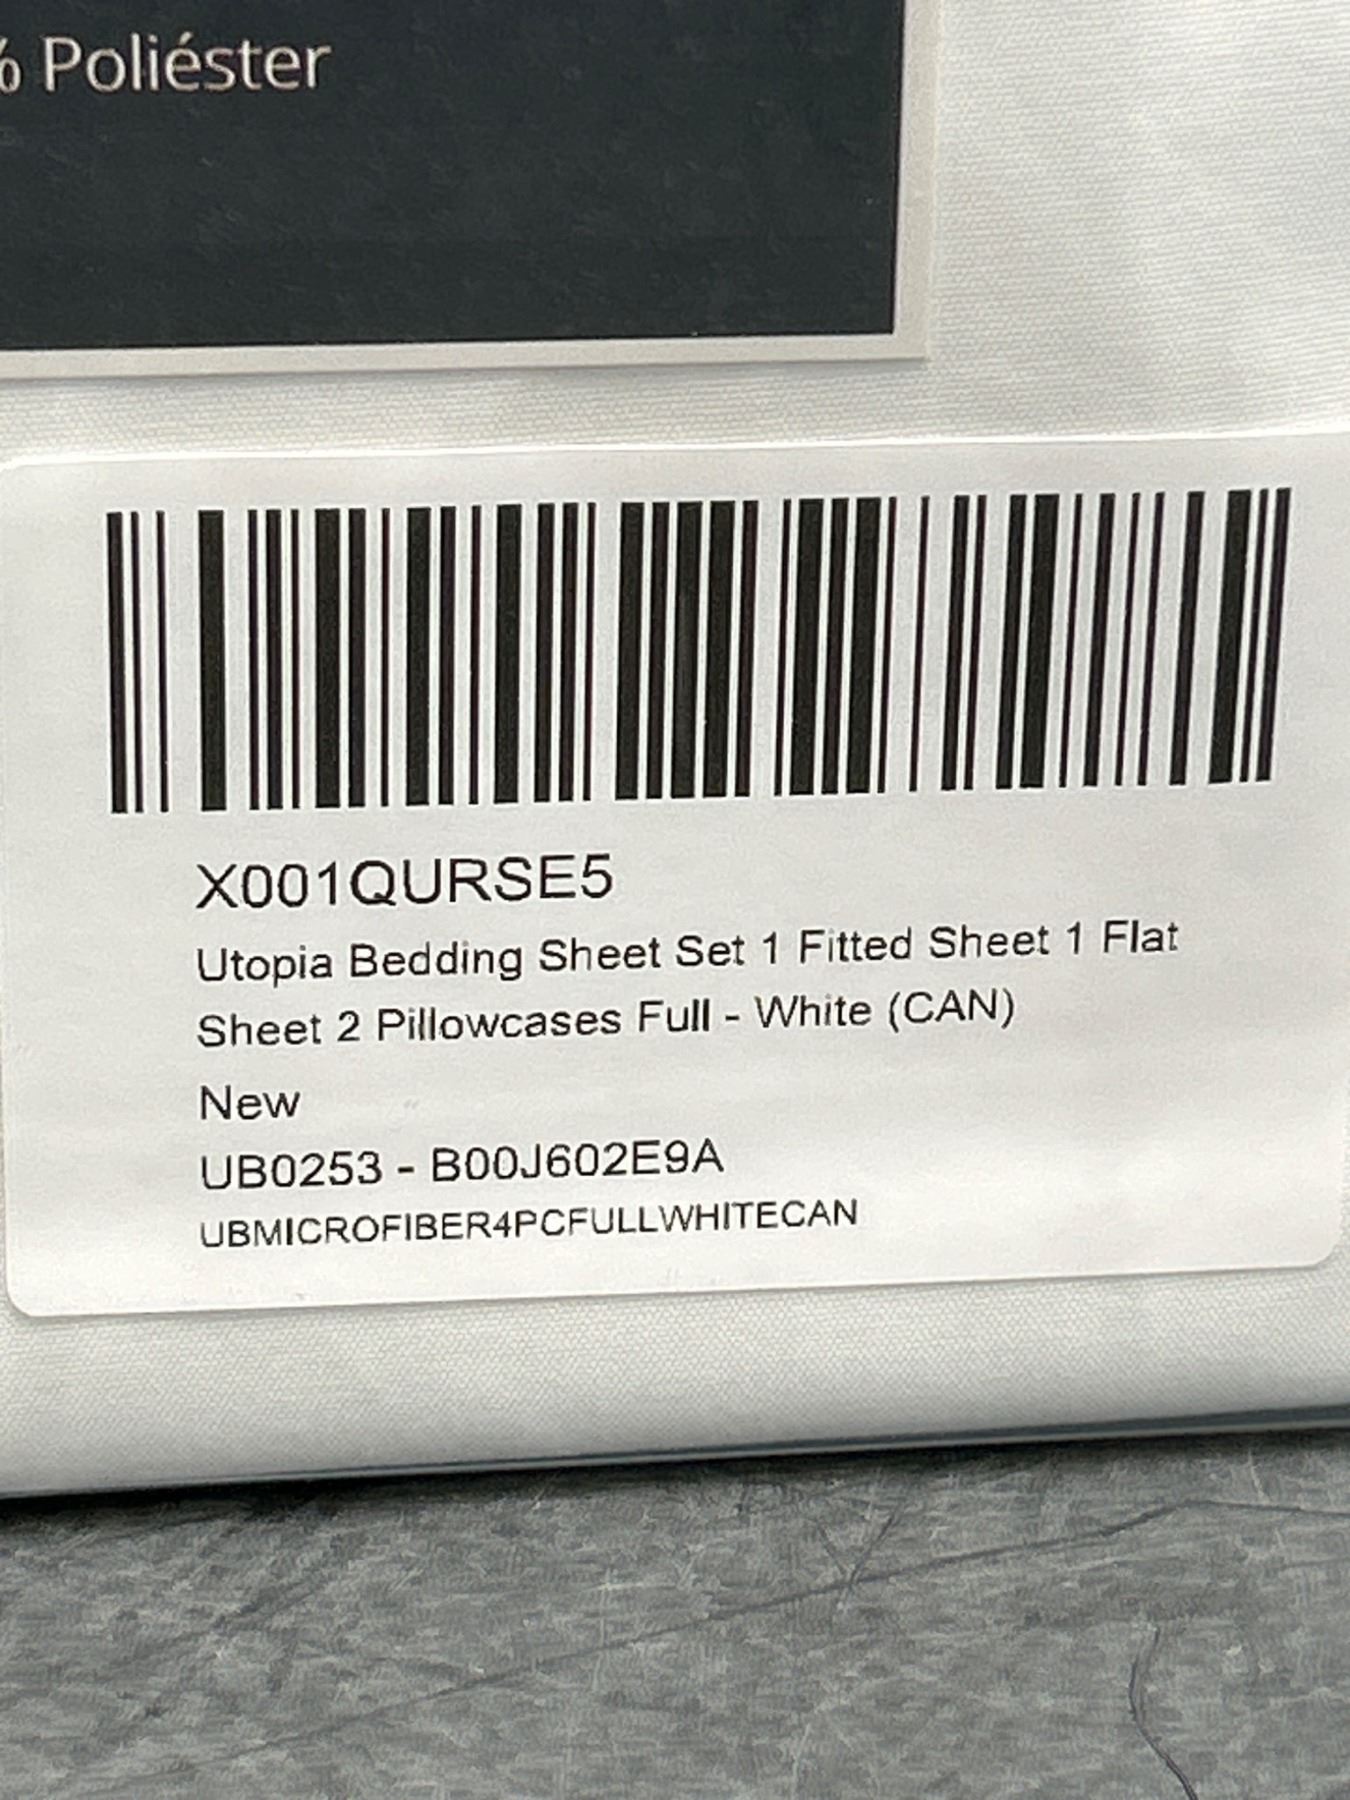 % Poliéster
X001QURSE5
Utopia Bedding Sheet Set 1 Fitted Sheet 1 Flat
Sheet 2 Pillowcases Full - White (CAN)
New
UB0253 - B00J602E9A
UBMICROFIBER4PCFULLWHITECAN